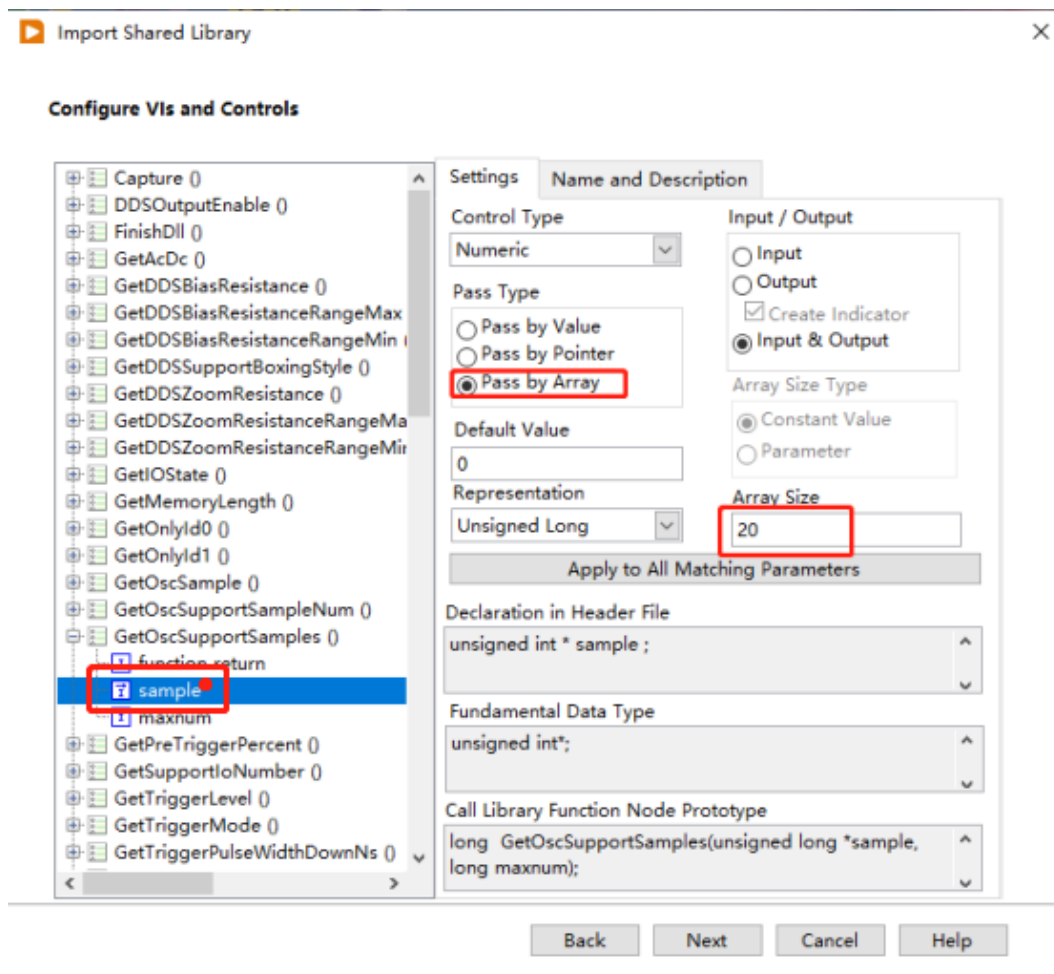 Import Shared Library
Configure VIs and Controls
Capture ()
DDSOutputEnable ()
FinishDll ()
GetAcDc ()
GetDDSBiasResistance ()
GetDDSBiasResistanceRangeMax
GetDDSBiasResistanceRangeMin (
GetDDSSupportBoxingStyle ()
GetDDSZoomResistance ()
GetDDSZoomResistanceRangeMa
GetDDSZoomResistanceRangeMin
GetIOState ()
GetMemoryLength ()
GetOnlyId0 ()
GetOnlyId1 ()
GetOscSample ()
GetOscSupportSampleNum ()
GetOscSupportSamples ()
function return
sample
maxnum
GetPreTriggerPercent ()
GetSupportIoNumber ()
GetTriggerLevel ()
GetTriggerMode ()
GetTriggerPulseWidthDownNs ()
Settings
Name and Description
Control Type
Numeric
Pass Type
Pass by Value
Pass by Pointer
Pass by Array
Default Value
0
Representation
Unsigned Long
Input / Output
Input
Output
Create Indicator
Input & Output
Array Size Type
Constant Value
Parameter
Array Size
20
Apply to All Matching Parameters
Declaration in Header File
unsigned int * sample ;
Fundamental Data Type
unsigned int*;
Call Library Function Node Prototype
long  GetOscSupportSamples(unsigned long *sample,
long maxnum);
Back
Next
Cancel
Help